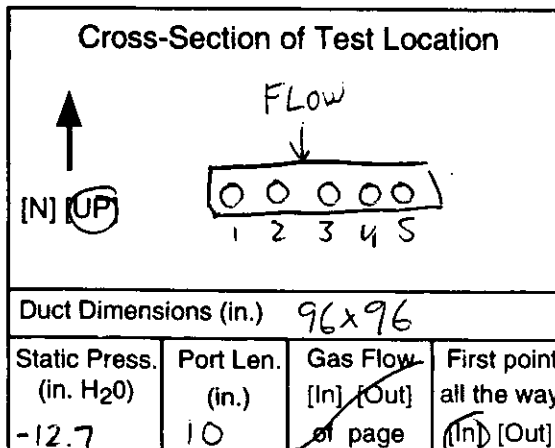 Cross-Section of Test Location
FLOW
[N] [UP]
1 2 3 4 5
Duct Dimensions (in.) 96x96
Static Press. (in. H20) -12.7
Port Len. (in.) 10
Gas Flow [In] [Out] of page
First point all the way [In] [Out]